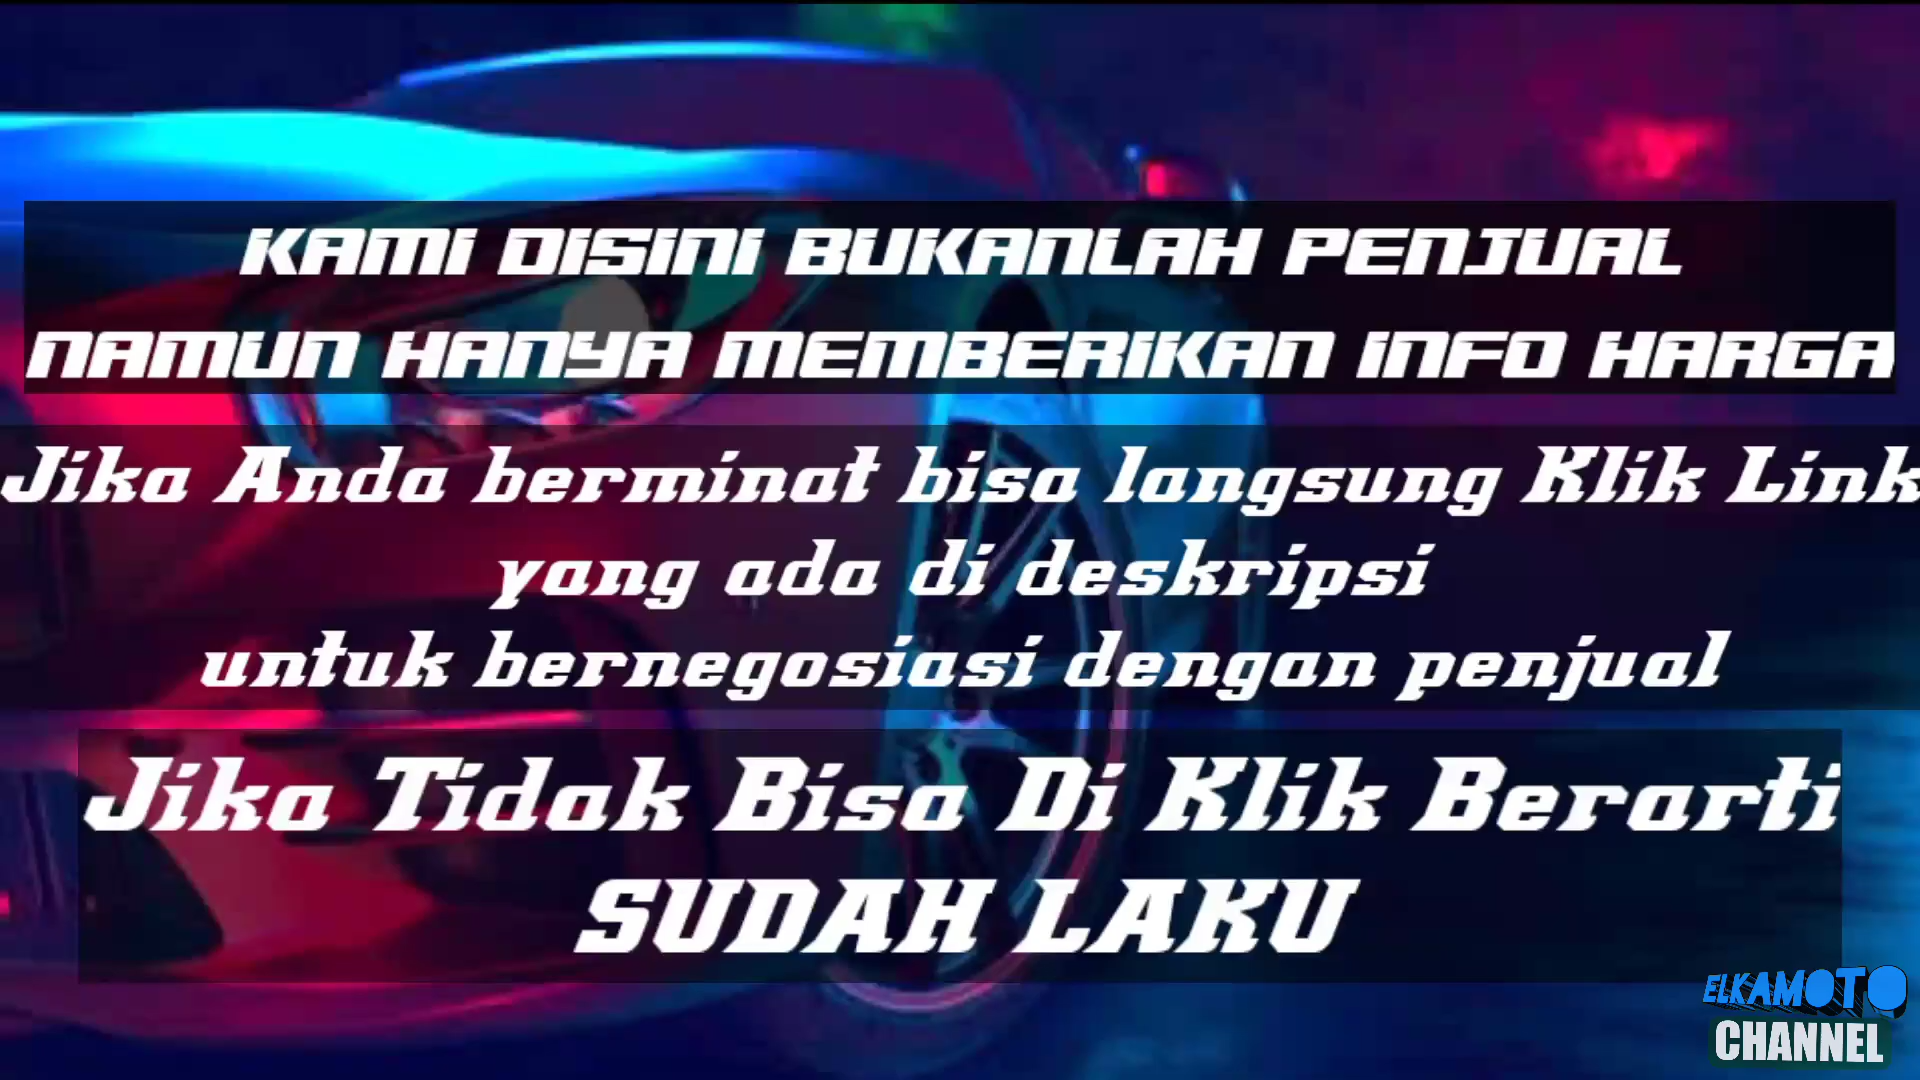 KAMI DISINI BUKANLAH PENJUAL
NAMUN HANYA MEMBERIKAN INFO HARGA
Jika Anda berminat bisa langsung Klik Link
yang ada di deskripsi
untuk bernegosiasi dengan penjual
Jika Tidak Bisa Di Klik Berarti
SUDAH LAKU
ELKAMOTO
CHANNEL